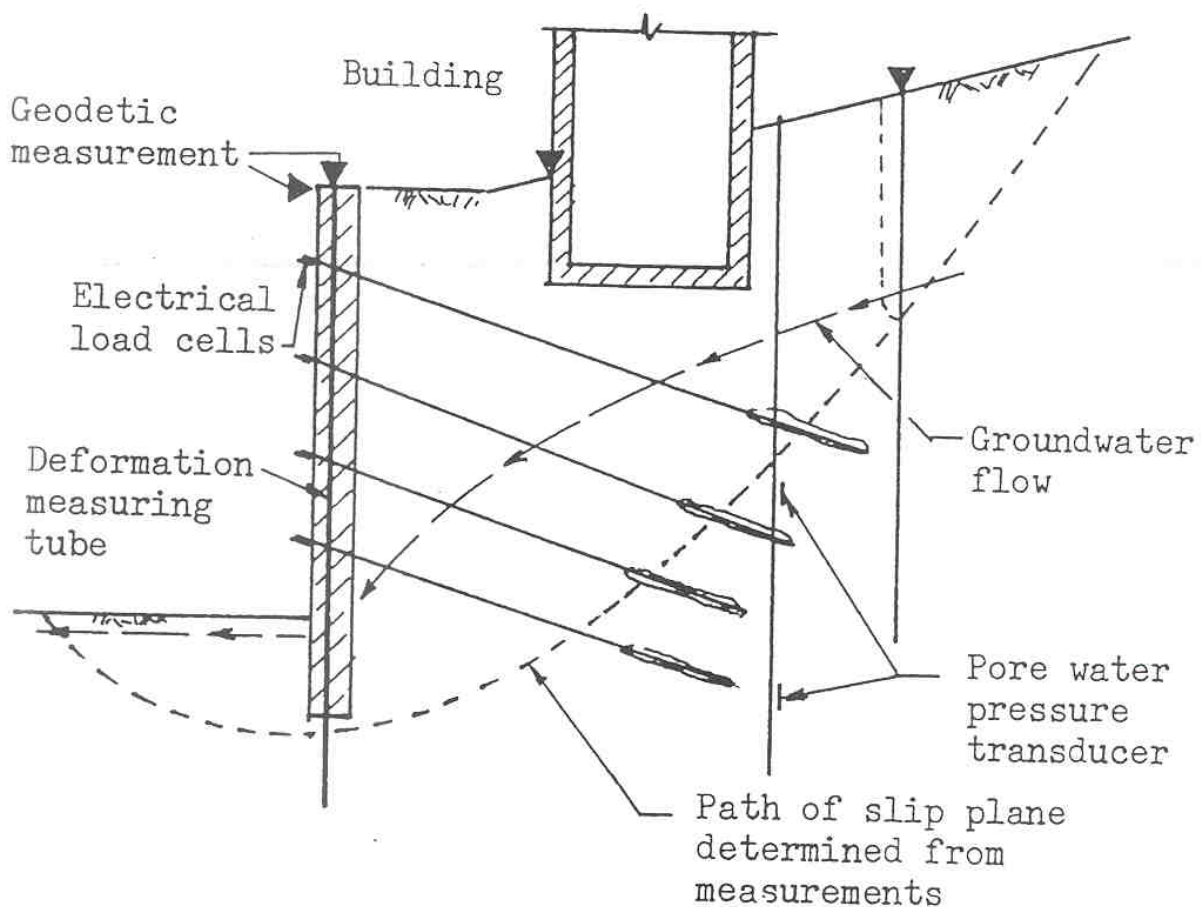 Building
Geodetic
measurement
Electrical
load cells
Deformation
measuring
tube
Groundwater
flow
Pore water
pressure
transducer
Path of slip plane
determined from
measurements